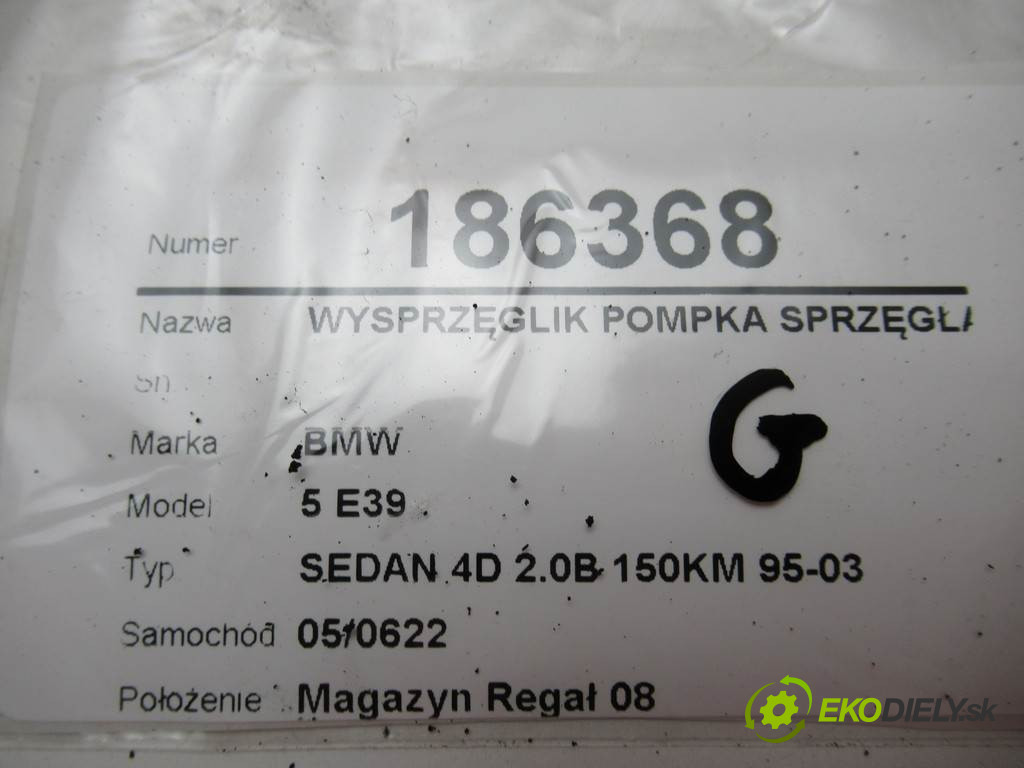 Numer 186368
Nazwa WYSPRZĘGLIK POMPKA SPRZĘGŁA
Sn
Marka BMW
G
Model 5 E39
Typ SEDAN 4D 2.0B 150KM 95-03
Samochód 05/0622
Położenie Magazyn Regał 08
EKODIELY.sk